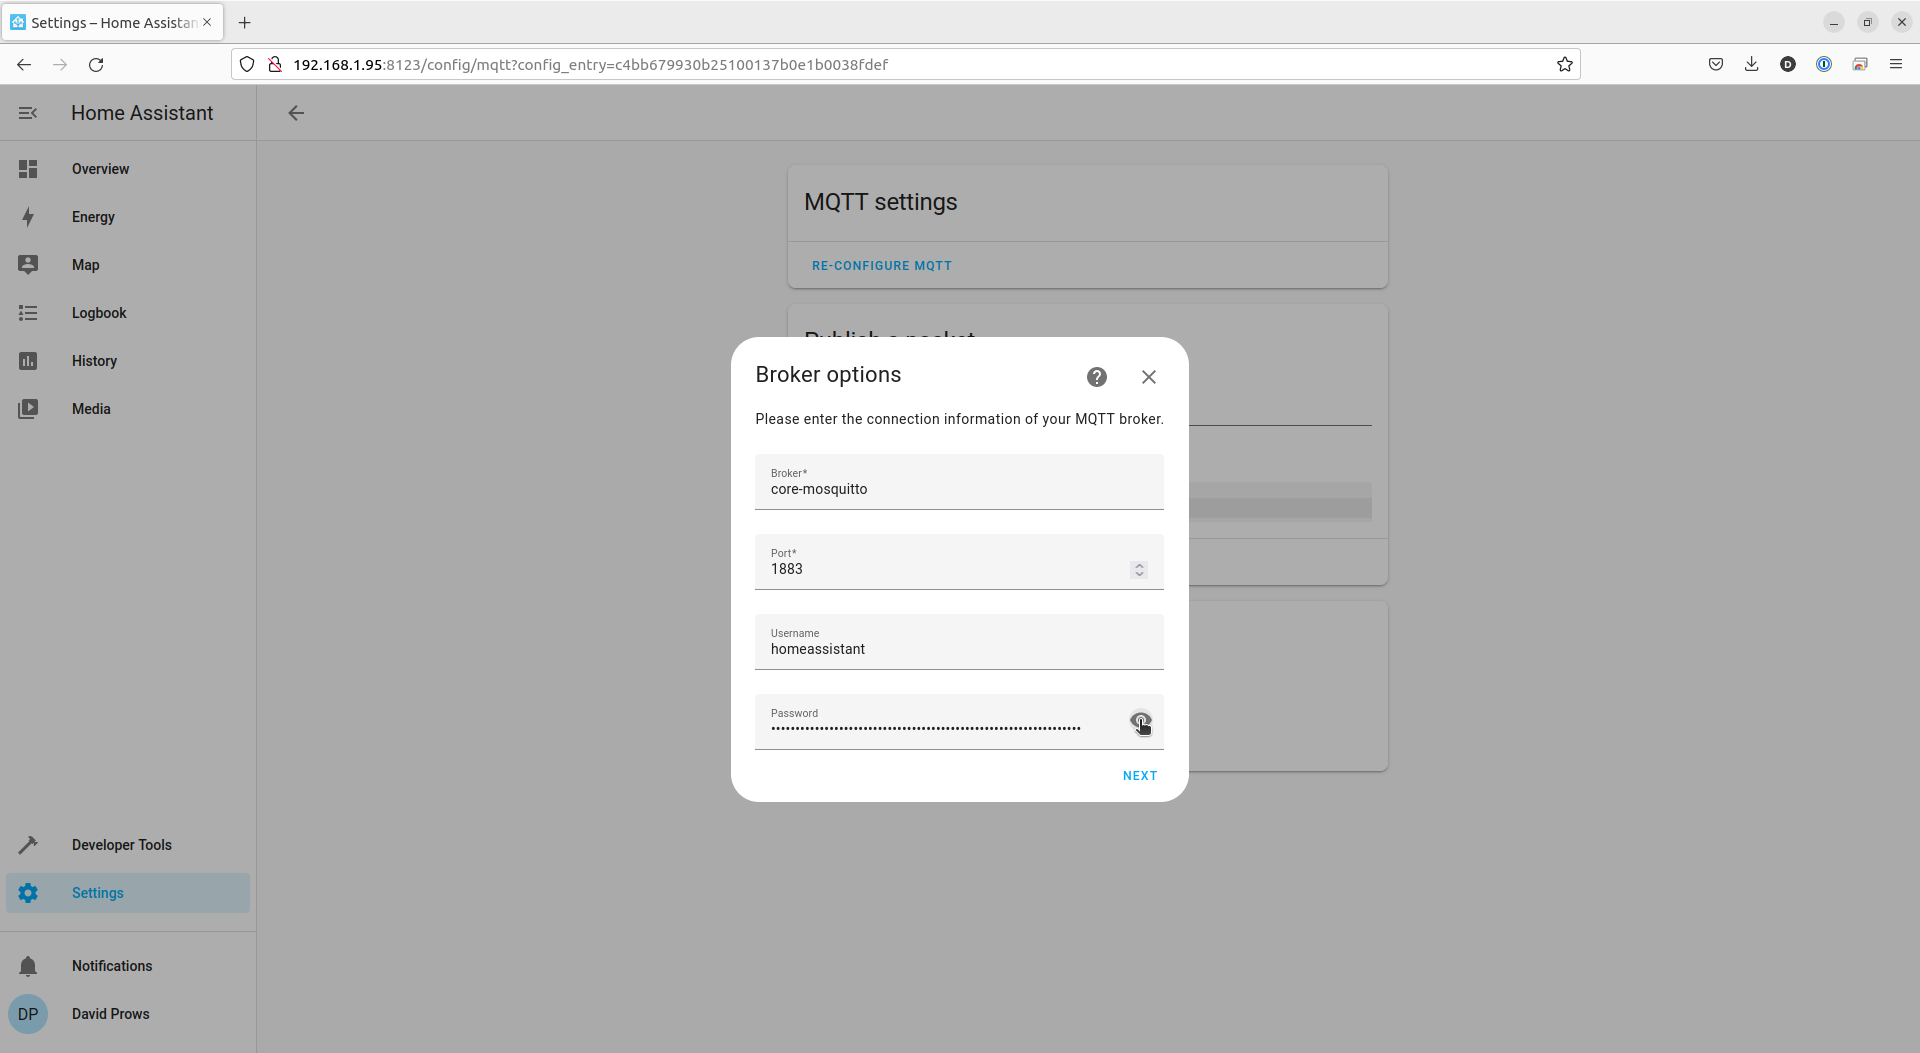 Settings – Home Assistan
192.168.1.95:8123/config/mqtt?config_entry=c4bb679930b25100137b0e1b0038fdef
D
Home Assistant
Overview
Energy
Map
Logbook
History
Media
Developer Tools
Settings
Notifications
DP David Prows
MQTT settings
RE-CONFIGURE MQTT
Publish a packet
Broker options
Please enter the connection information of your MQTT broker.
Broker*
core-mosquitto
Port*
1883
Username
homeassistant
Password
NEXT